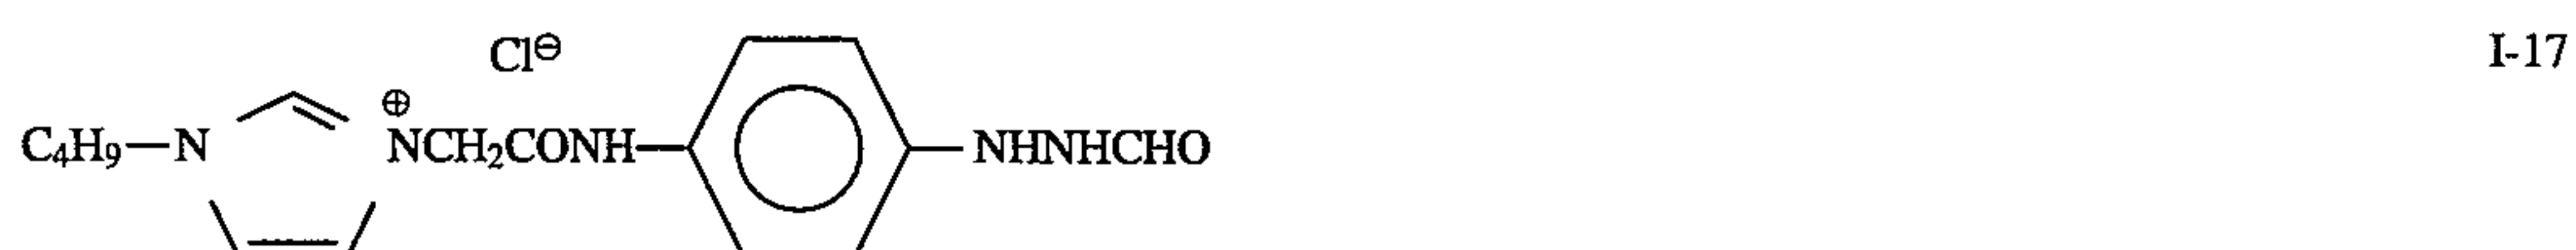 Cl⊖
I-17
⊕
C₄H₉—N
NCH₂CONH
NHNHCHO